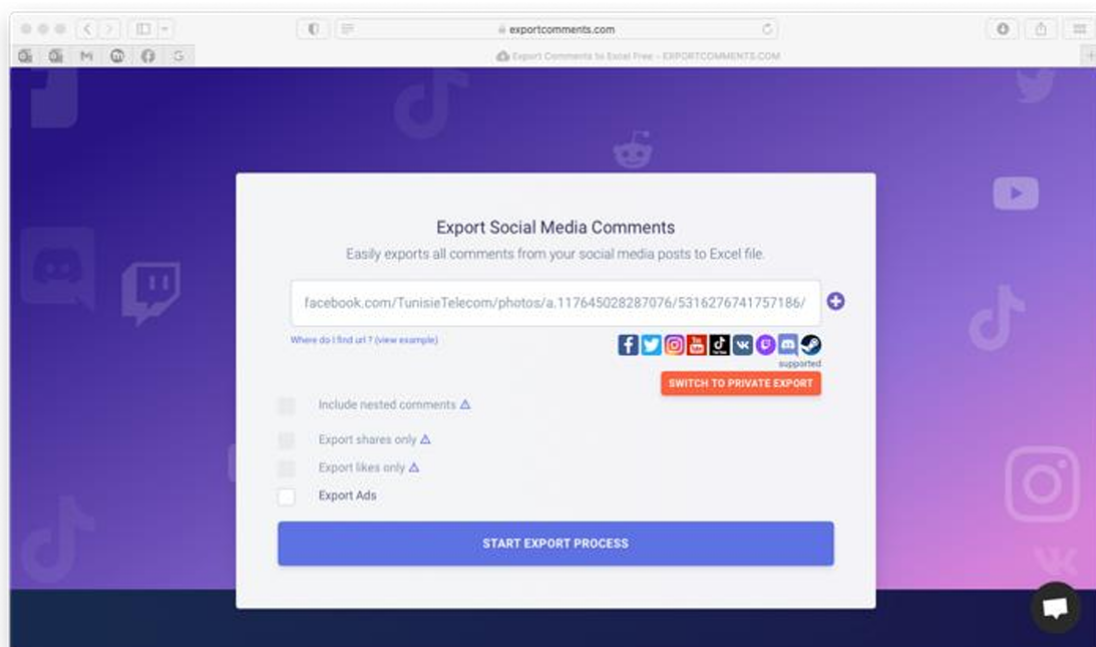 exportcomments.com
Export Comments to Excel Free – EXPORTCOMMENTS.COM
Export Social Media Comments
Easily exports all comments from your social media posts to Excel file.
facebook.com/TunisieTelecom/photos/a.117645028287076/5316276741757186/
Where do I find url ? (view example)
supported
SWITCH TO PRIVATE EXPORT
Include nested comments
Export shares only
Export likes only
Export Ads
START EXPORT PROCESS